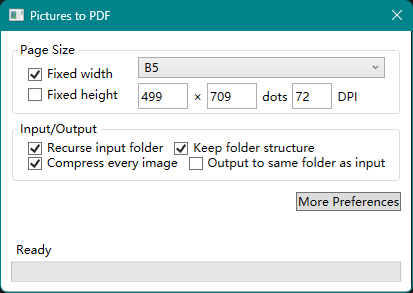 Pictures to PDF
Page Size
Fixed width B5
Fixed height 499 x 709 dots 72 DPI
Input/Output
Recurse input folder Keep folder structure
Compress every image Output to same folder as input
More Preferences
Ready